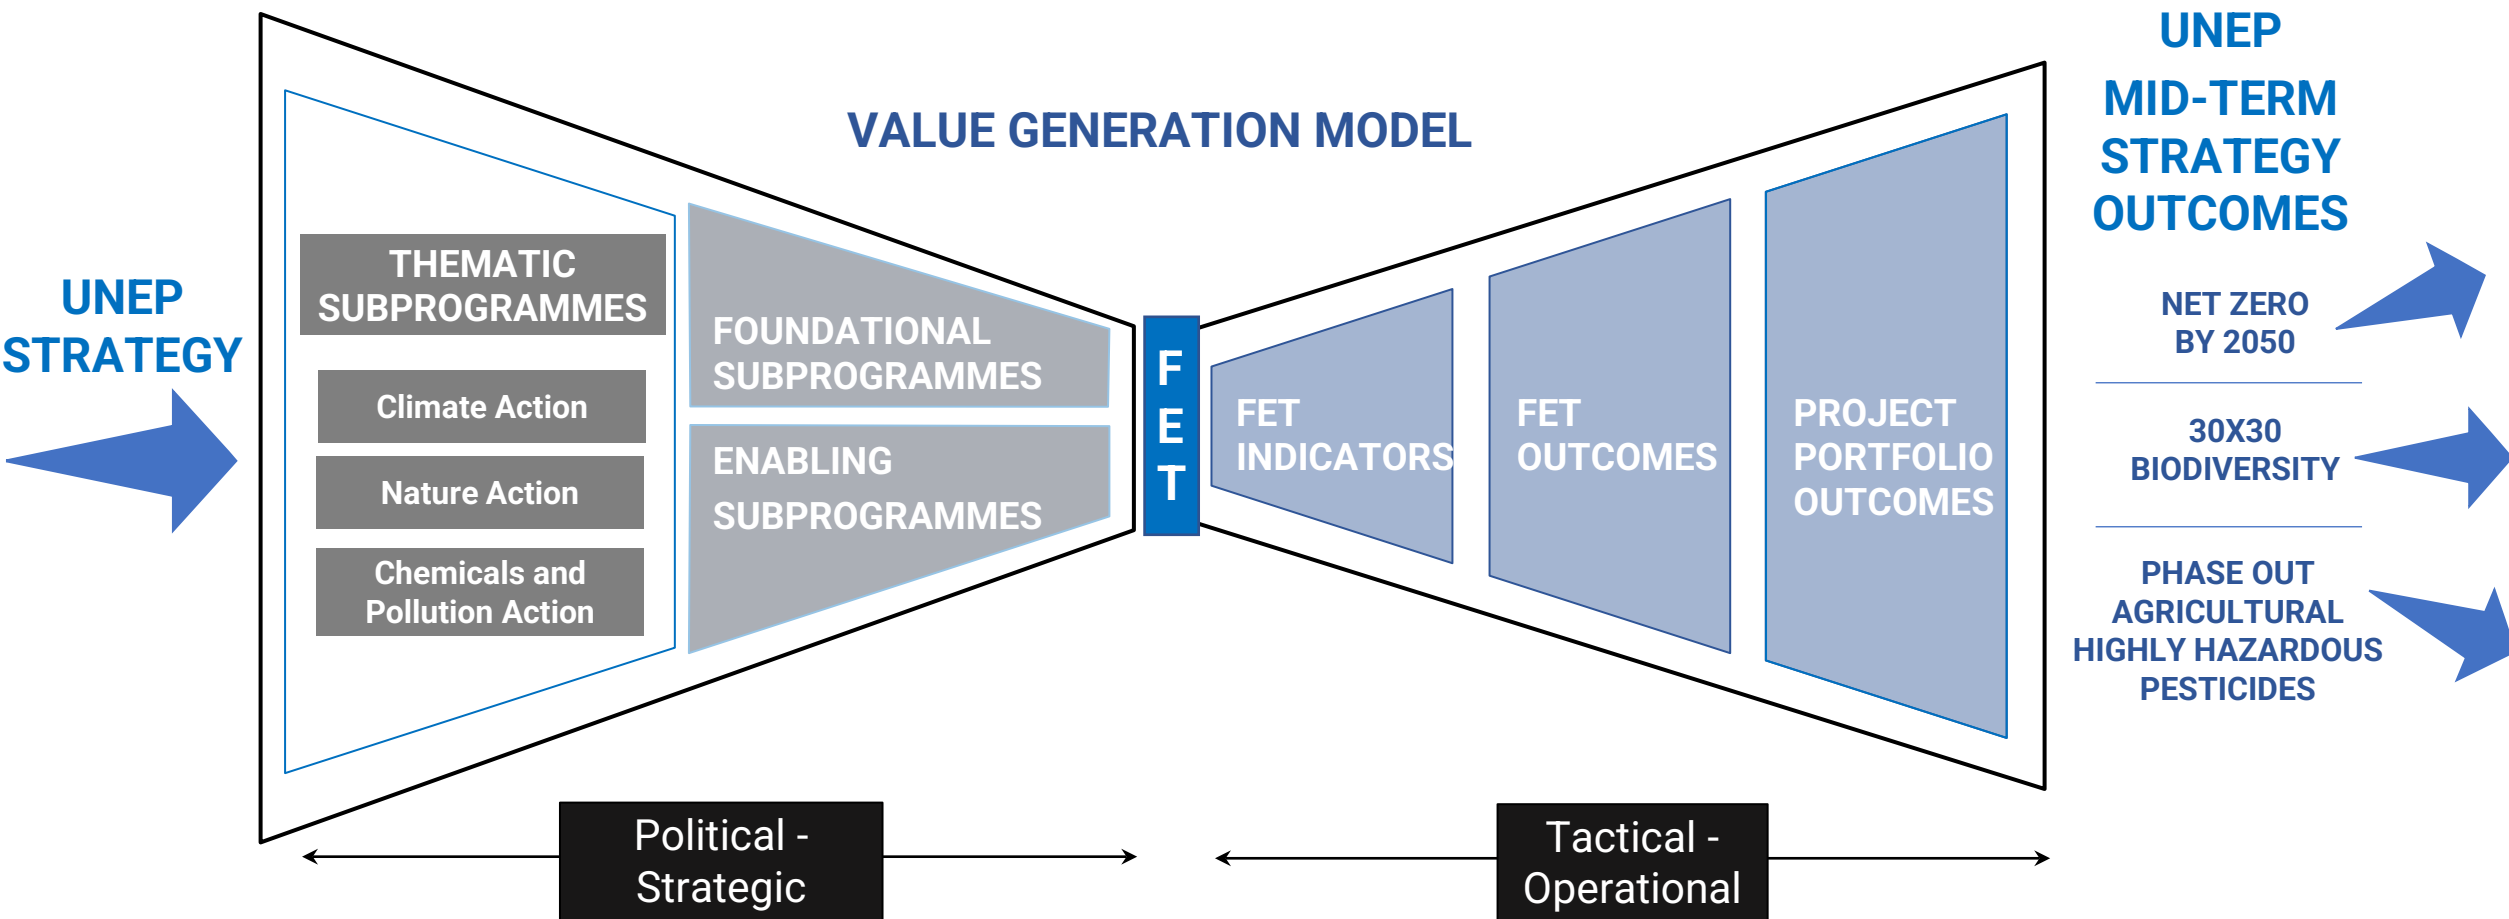 UNEP
STRATEGY
VALUE GENERATION MODEL
THEMATIC
SUBPROGRAMMES
Climate Action
Nature Action
Chemicals and
Pollution Action
FOUNDATIONAL
SUBPROGRAMMES
ENABLING
SUBPROGRAMMES
F
E
T
FET
INDICATORS
FET
OUTCOMES
PROJECT
PORTFOLIO
OUTCOMES
UNEP
MID-TERM
STRATEGY
OUTCOMES
NET ZERO
BY 2050
30X30
BIODIVERSITY
PHASE OUT
AGRICULTURAL
HIGHLY HAZARDOUS
PESTICIDES
Political -
Strategic
Tactical -
Operational